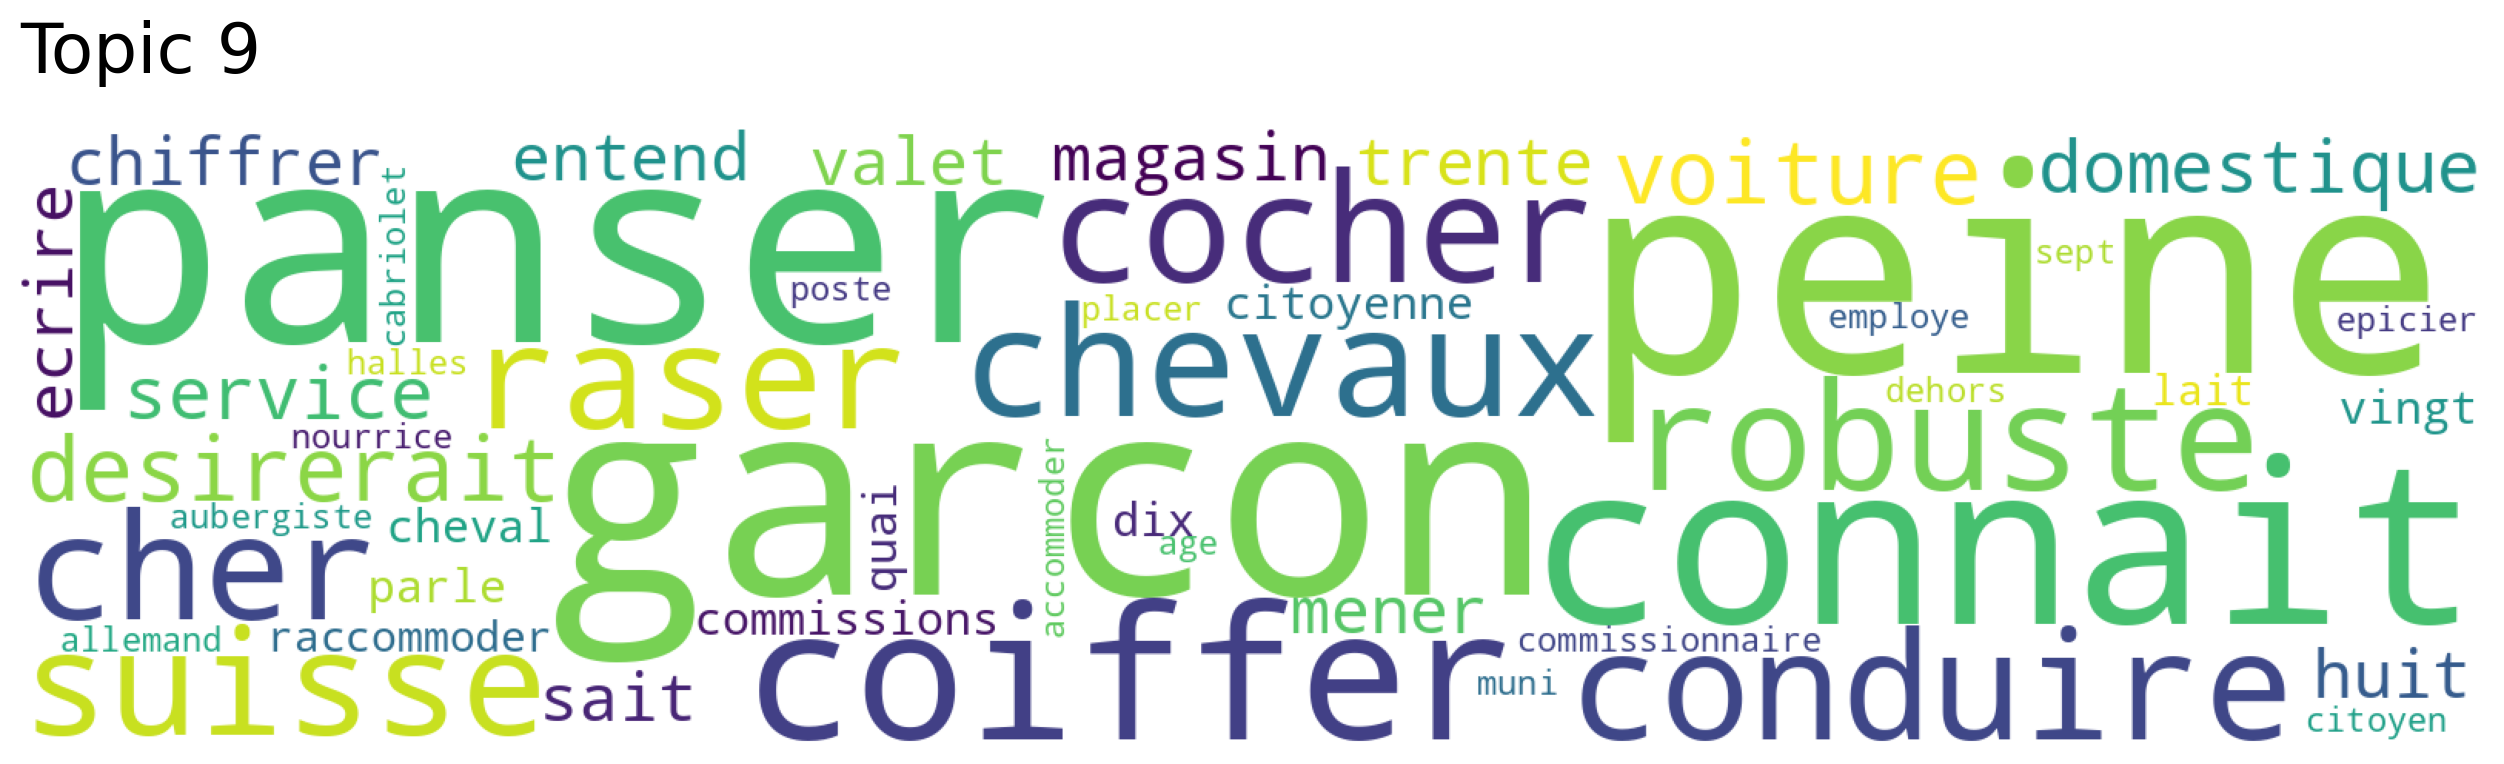 Topic 9
chiffrer
entend
valet
magasin
trente
voiture
domestique
ecrire
panser
cabriolet
cocher
peine
sept
poste
placer
citoyenne
employe
epicier
halles
service
raser
chevaux
dehors
lait
robuste
vingt
nourrice
desirerait
garcon
accommoder
connait
aubergiste
cheval
quai
dix
age
cher
parle
commissions
mener
allemand
raccommoder
coiffer
commissionnaire
suisse
sait
muni
conduire
huit
citoyen